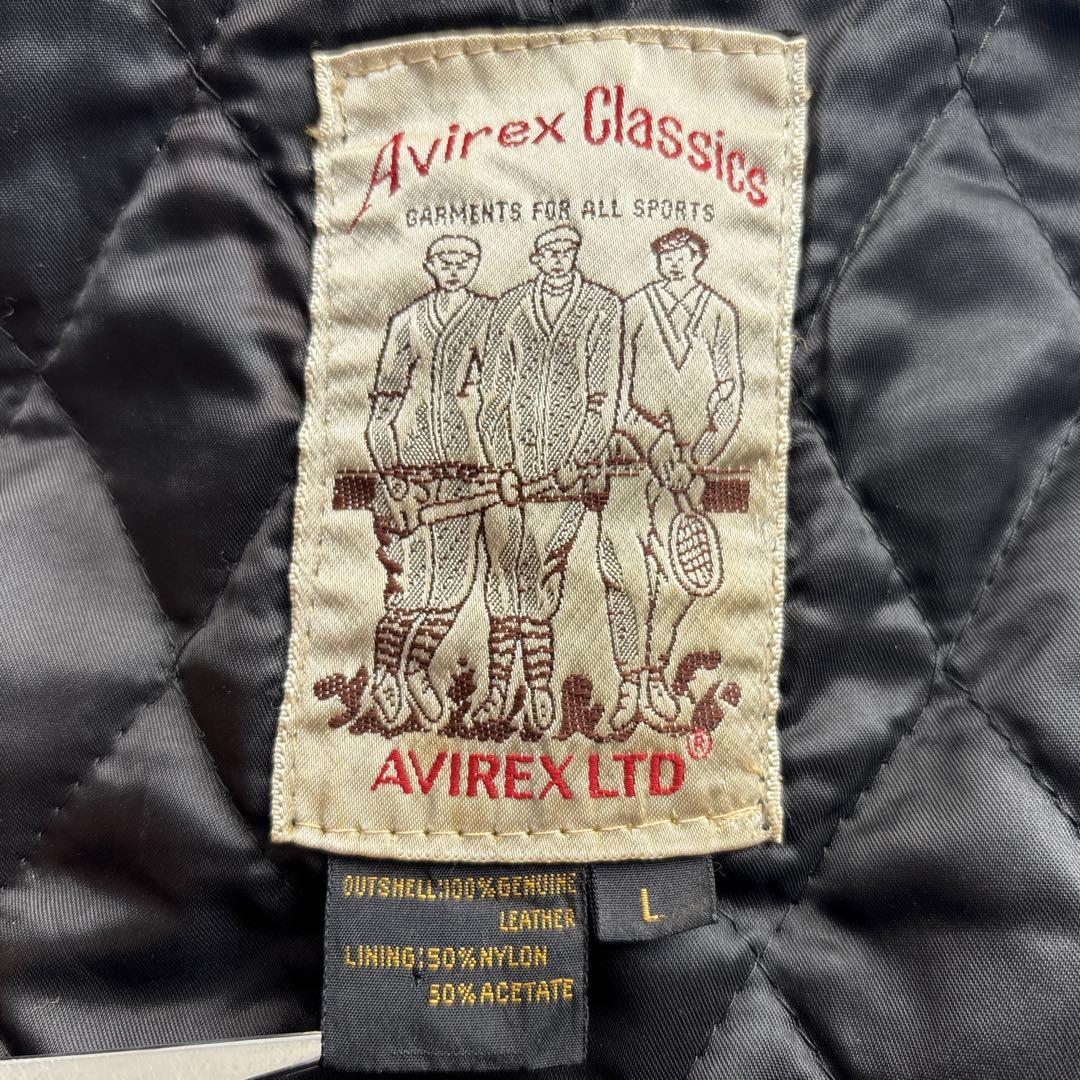 Avirex Classics
GARMENTS FOR ALL SPORTS
A
AVIREX LTD®
OUTSHELL:100%GENUINE
LEATHER
LINING:50%NYLON
50%ACETATE
L